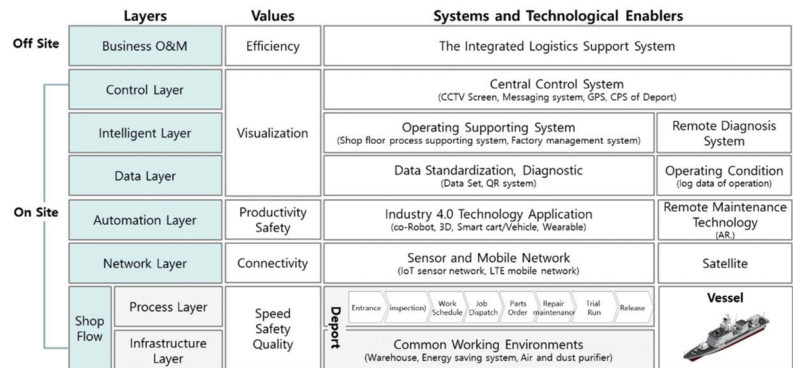 Layers Values Systems and Technological Enablers
Off Site
Business O&M Efficiency The Integrated Logistics Support System
Control Layer
Central Control System
(CCTV Screen, Messaging system, GPS, CPS of Deport)
Intelligent Layer
Visualization
Operating Supporting System
(Shop floor process supporting system, Factory management system)
Remote Diagnosis
System
Data Layer
Data Standardization, Diagnostic
(Data Set, QR system)
Operating Condition
(log data of operation)
On Site
Automation Layer
Productivity
Safety
Industry 4.0 Technology Application
(co-Robot, 3D, Smart cart/Vehicle, Wearable)
Remote Maintenance
Technology
(AR.)
Network Layer
Connectivity
Sensor and Mobile Network
(IoT sensor network, LTE mobile network)
Satellite
Shop
Flow
Process Layer
Infrastructure
Layer
Speed
Safety
Quality
Deport
Entrance
inspection)
Work
Schedule
Job
Dispatch
Parts
Order
Repair
maintenance
Trial
Run
Release
Common Working Environments
(Warehouse, Energy saving system, Air and dust purifier)
Vessel